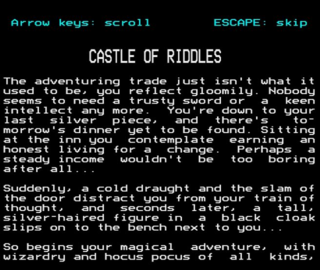 Arrow keys: scroll ESCAPE: skip
CASTLE OF RIDDLES
The adventuring trade just isn't what it
used to be, you reflect gloomily. Nobody
seems to need a trusty sword or a keen
intellect any more. You're down to your
last silver piece, and there's to-
morrow's dinner yet to be found. Sitting
at the inn you contemplate earning an
honest living for a change. Perhaps a
steady income wouldn't be too boring
after all...
Suddenly, a cold draught and the slam of
the door distract you from your train of
thought, and seconds later, a tall,
silver-haired figure in a black cloak
slips on to the bench next to you...
So begins your magical adventure, with
wizardry and hocus pocus of all kinds,